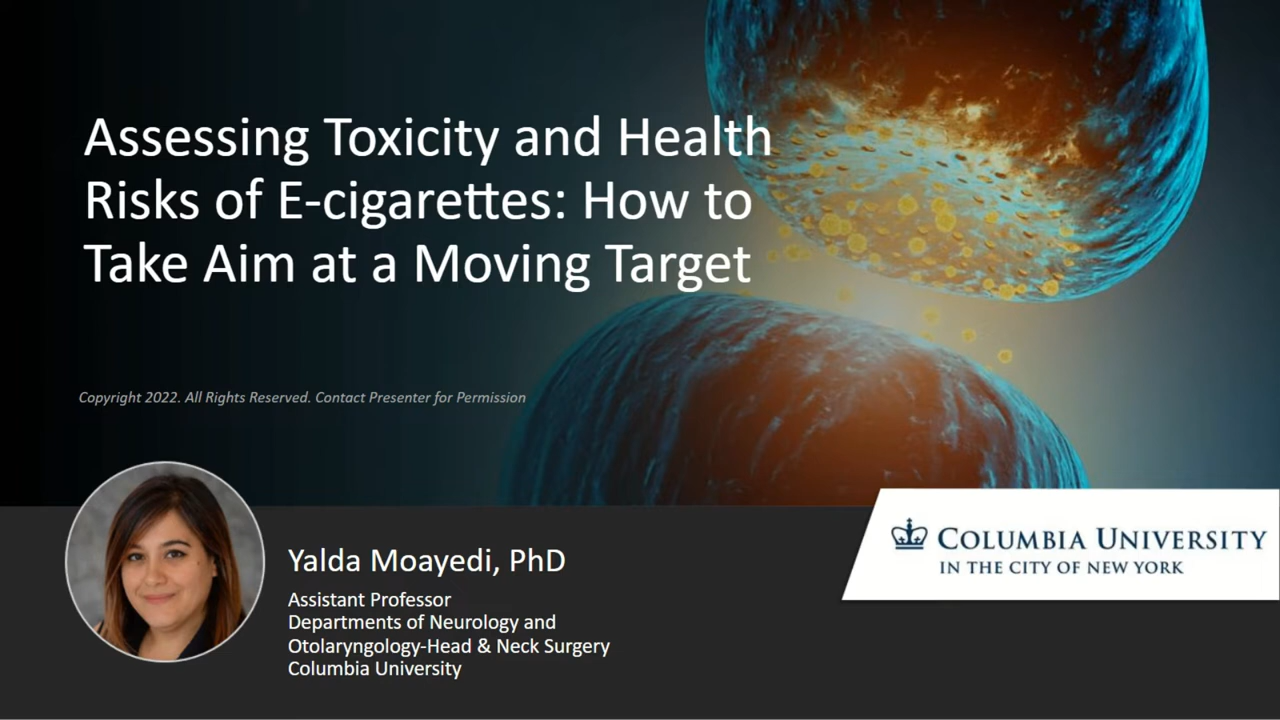 Assessing Toxicity and Health
Risks of E-cigarettes: How to
Take Aim at a Moving Target
Copyright 2022. All Rights Reserved. Contact Presenter for Permission
Yalda Moayedi, PhD
Assistant Professor
Departments of Neurology and
Otolaryngology-Head & Neck Surgery
Columbia University
COLUMBIA UNIVERSITY
IN THE CITY OF NEW YORK